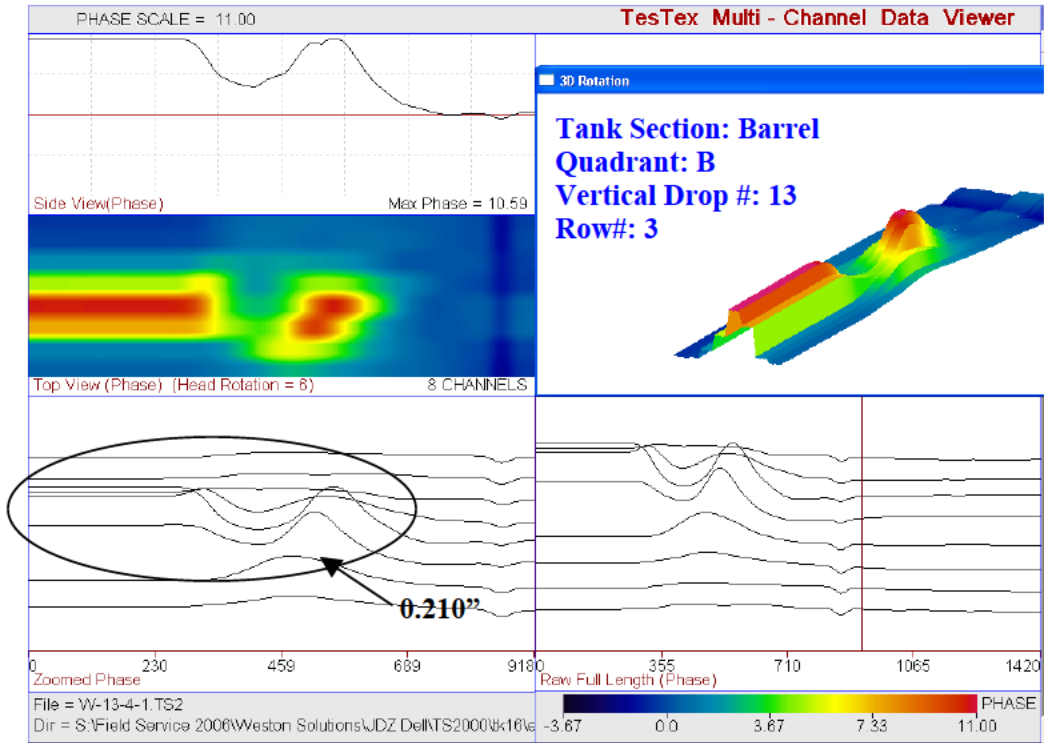 PHASE SCALE = 11.00
TesTex Multi - Channel Data Viewer
Side View(Phase)
Max Phase = 10.59
3D Rotation
Tank Section: Barrel
Quadrant: B
Vertical Drop #: 13
Row#: 3
Top View (Phase) (Head Rotation = 6)
8 CHANNELS
0.210”
0 230 459 689 918
Zoomed Phase
0 355 710 1065 1420
Raw Full Length (Phase)
File = W-13-4-1.TS2
Dir = S:\Field Service 2006\Weston Solutions\JDZ Dell\TS2000\tk16\e
PHASE
-3.67 0.0 3.67 7.33 11.00